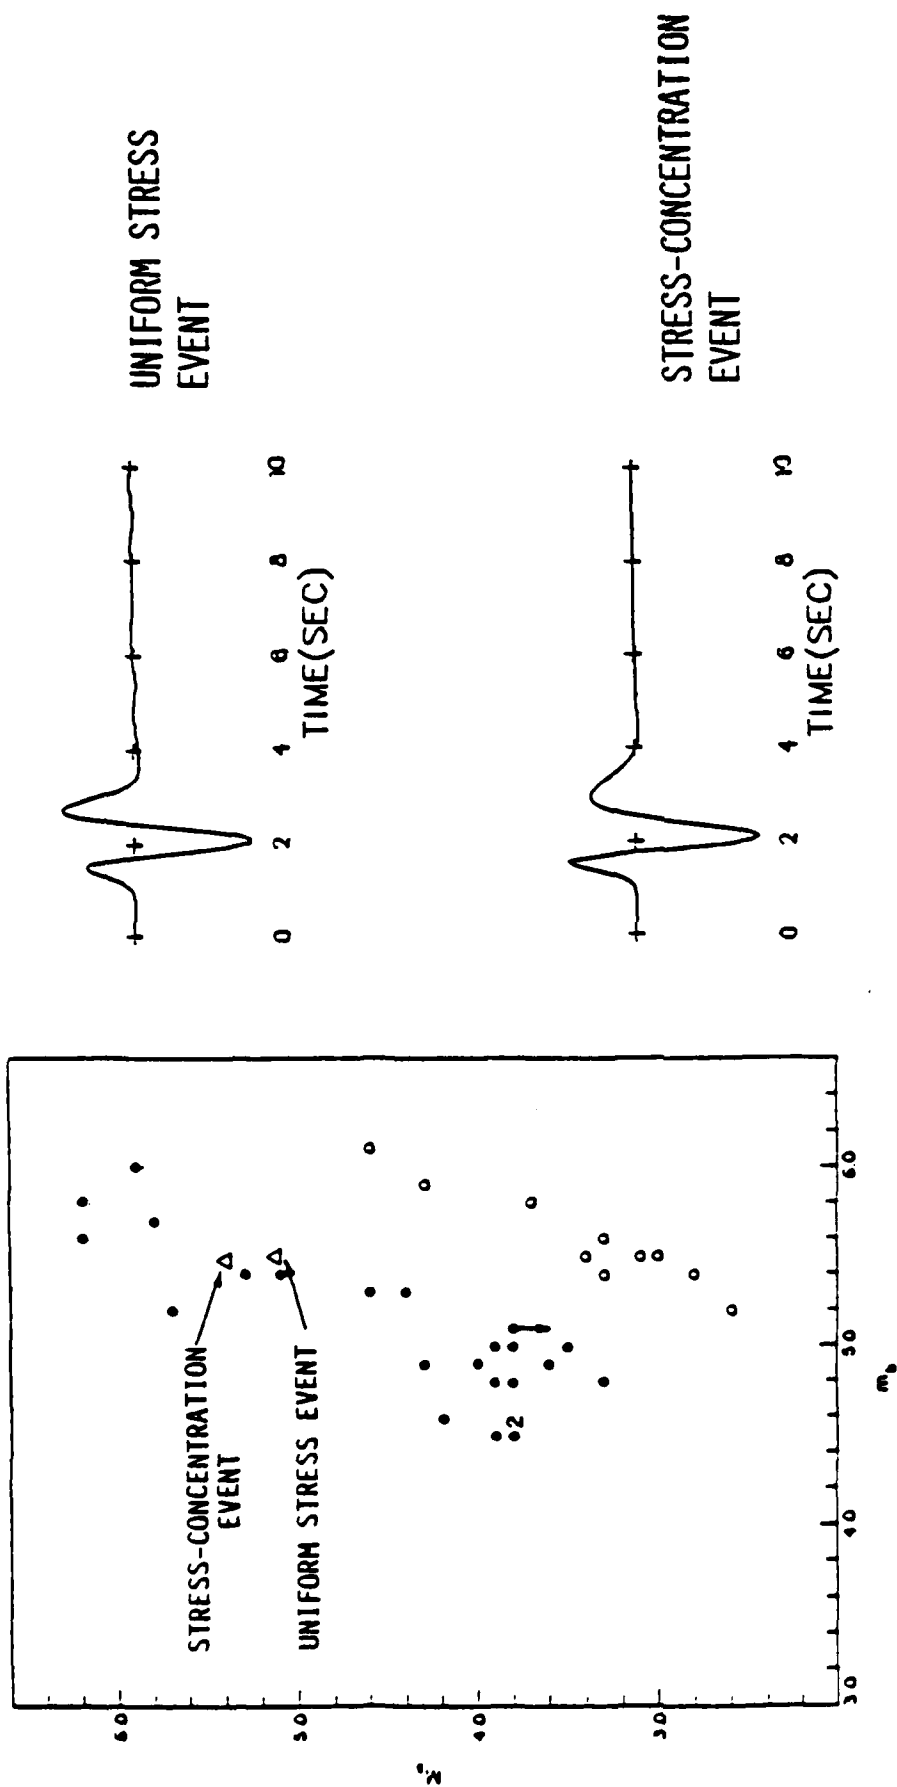 UNIFORM STRESS
EVENT
0 2 4 6 8 10
TIME(SEC)
STRESS-CONCENTRATION
EVENT
0 2 4 6 8 10
TIME(SEC)
6.0
5.0
4.0
3.0
STRESS-CONCENTRATION
EVENT
UNIFORM STRESS EVENT
2
3.0 4.0 5.0 6.0
m_b